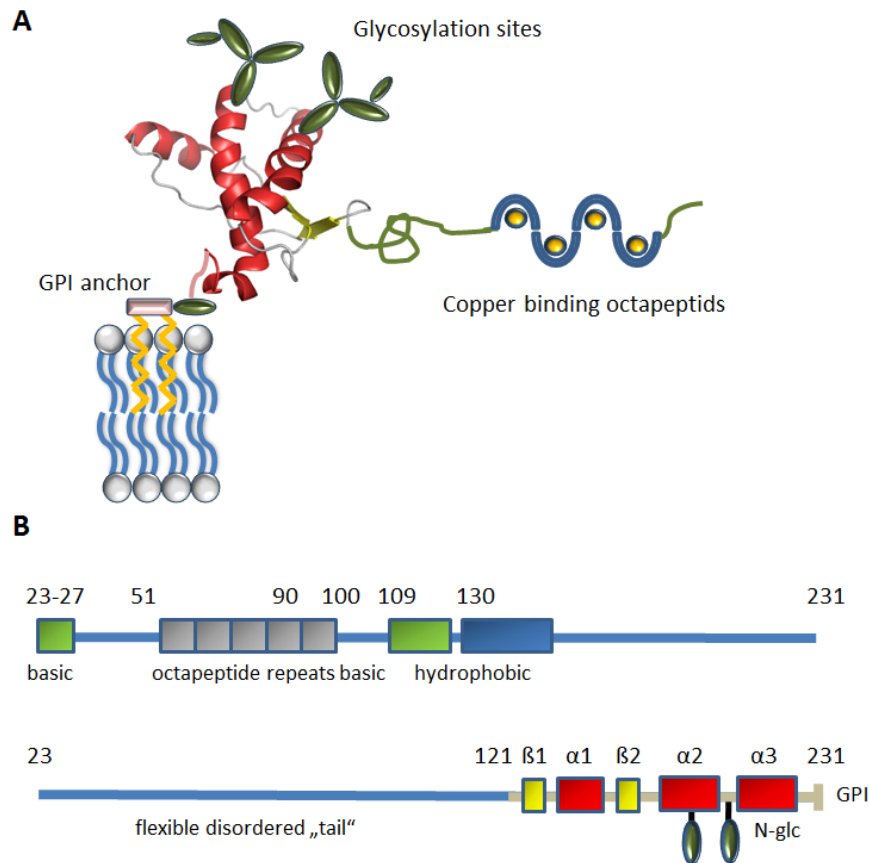 A
Glycosylation sites
GPI anchor
Copper binding octapeptids
B
23-27 51 90 100 109 130 231
basic octapeptide repeats basic hydrophobic
23 121 ß1 α1 ß2 α2 α3 231
GPI
flexible disordered „tail“ N-glc